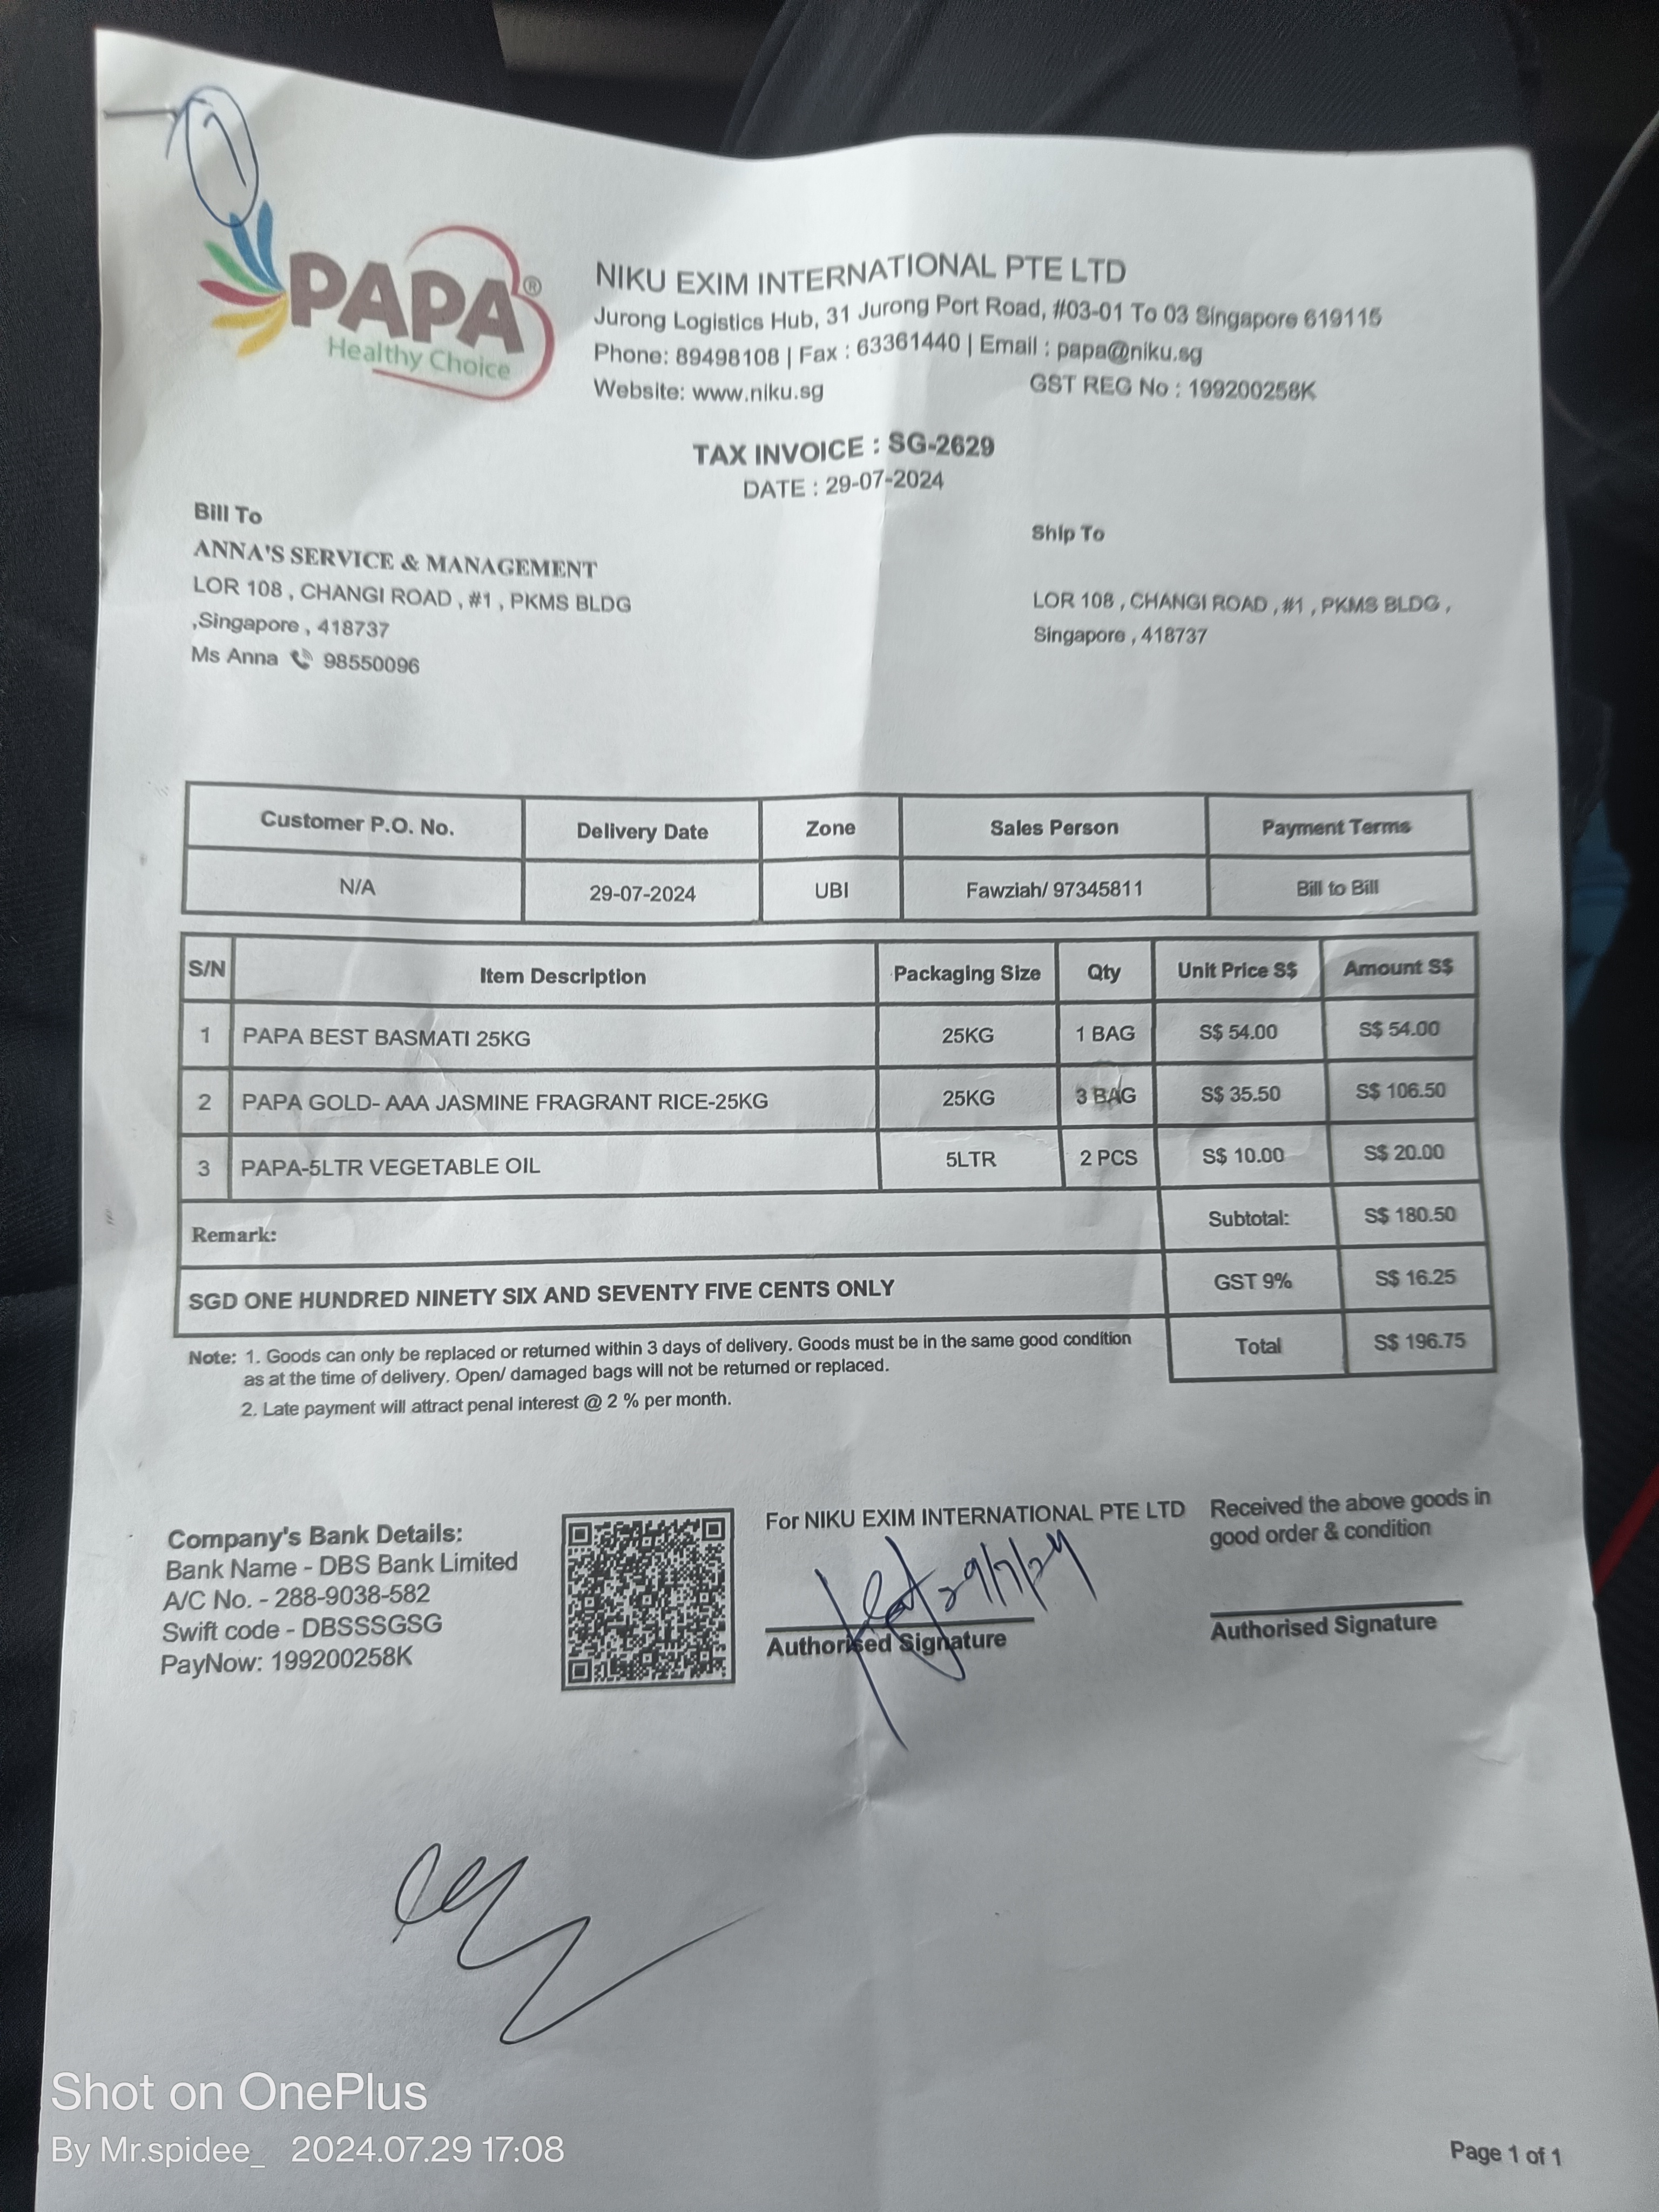 1
PAPA®
Healthy Choice
NIKU EXIM INTERNATIONAL PTE LTD
Jurong Logistics Hub, 31 Jurong Port Road, #03-01 To 03 Singapore 619115
Phone: 89498108 | Fax : 63361440 | Email : papa@niku.sg
Website: www.niku.sg GST REG No : 199200258K
TAX INVOICE : SG-2629
DATE : 29-07-2024
Bill To
ANNA'S SERVICE & MANAGEMENT
LOR 108 , CHANGI ROAD , #1 , PKMS BLDG
,Singapore , 418737
Ms Anna 98550096
Ship To
LOR 108 , CHANGI ROAD , #1 , PKMS BLDG ,
Singapore , 418737
Customer P.O. No. Delivery Date Zone Sales Person Payment Terms
N/A 29-07-2024 UBI Fawziah/ 97345811 Bill to Bill
S/N Item Description Packaging Size Qty Unit Price S$ Amount S$
1 PAPA BEST BASMATI 25KG 25KG 1 BAG S$ 54.00 S$ 54.00
2 PAPA GOLD- AAA JASMINE FRAGRANT RICE-25KG 25KG 3 BAG S$ 35.50 S$ 106.50
3 PAPA-5LTR VEGETABLE OIL 5LTR 2 PCS S$ 10.00 S$ 20.00
Remark: Subtotal: S$ 180.50
SGD ONE HUNDRED NINETY SIX AND SEVENTY FIVE CENTS ONLY GST 9% S$ 16.25
Total S$ 196.75
Note: 1. Goods can only be replaced or returned within 3 days of delivery. Goods must be in the same good condition
as at the time of delivery. Open/ damaged bags will not be returned or replaced.
2. Late payment will attract penal interest @ 2 % per month.
Company's Bank Details:
Bank Name - DBS Bank Limited
A/C No. - 288-9038-582
Swift code - DBSSSGSG
PayNow: 199200258K
For NIKU EXIM INTERNATIONAL PTE LTD
29/7/24
Authorised Signature
Received the above goods in
good order & condition
Authorised Signature
Shot on OnePlus
By Mr.spidee_ 2024.07.29 17:08
Page 1 of 1